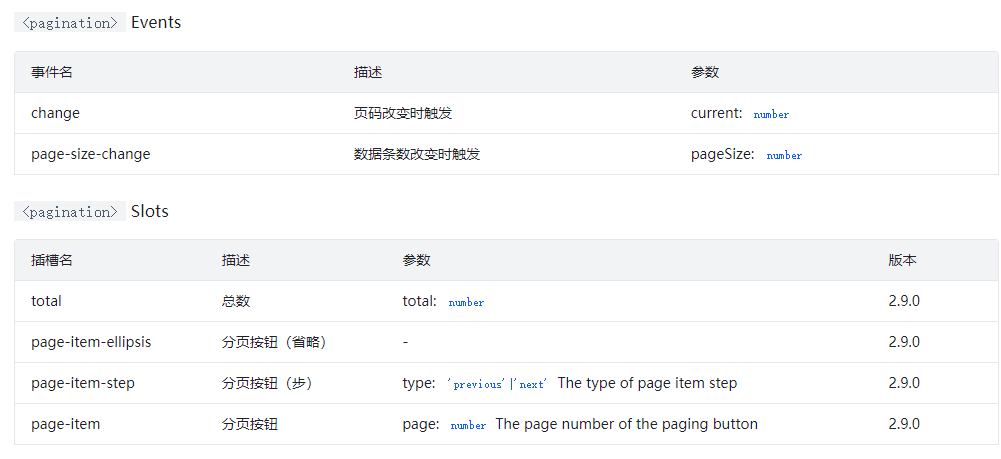 <pagination> Events
事件名 描述 参数
change 页码改变时触发 current: number
page-size-change 数据条数改变时触发 pageSize: number
<pagination> Slots
插槽名 描述 参数 版本
total 总数 total: number 2.9.0
page-item-ellipsis 分页按钮（省略） - 2.9.0
page-item-step 分页按钮（步） type: 'previous'|'next' The type of page item step 2.9.0
page-item 分页按钮 page: number The page number of the paging button 2.9.0